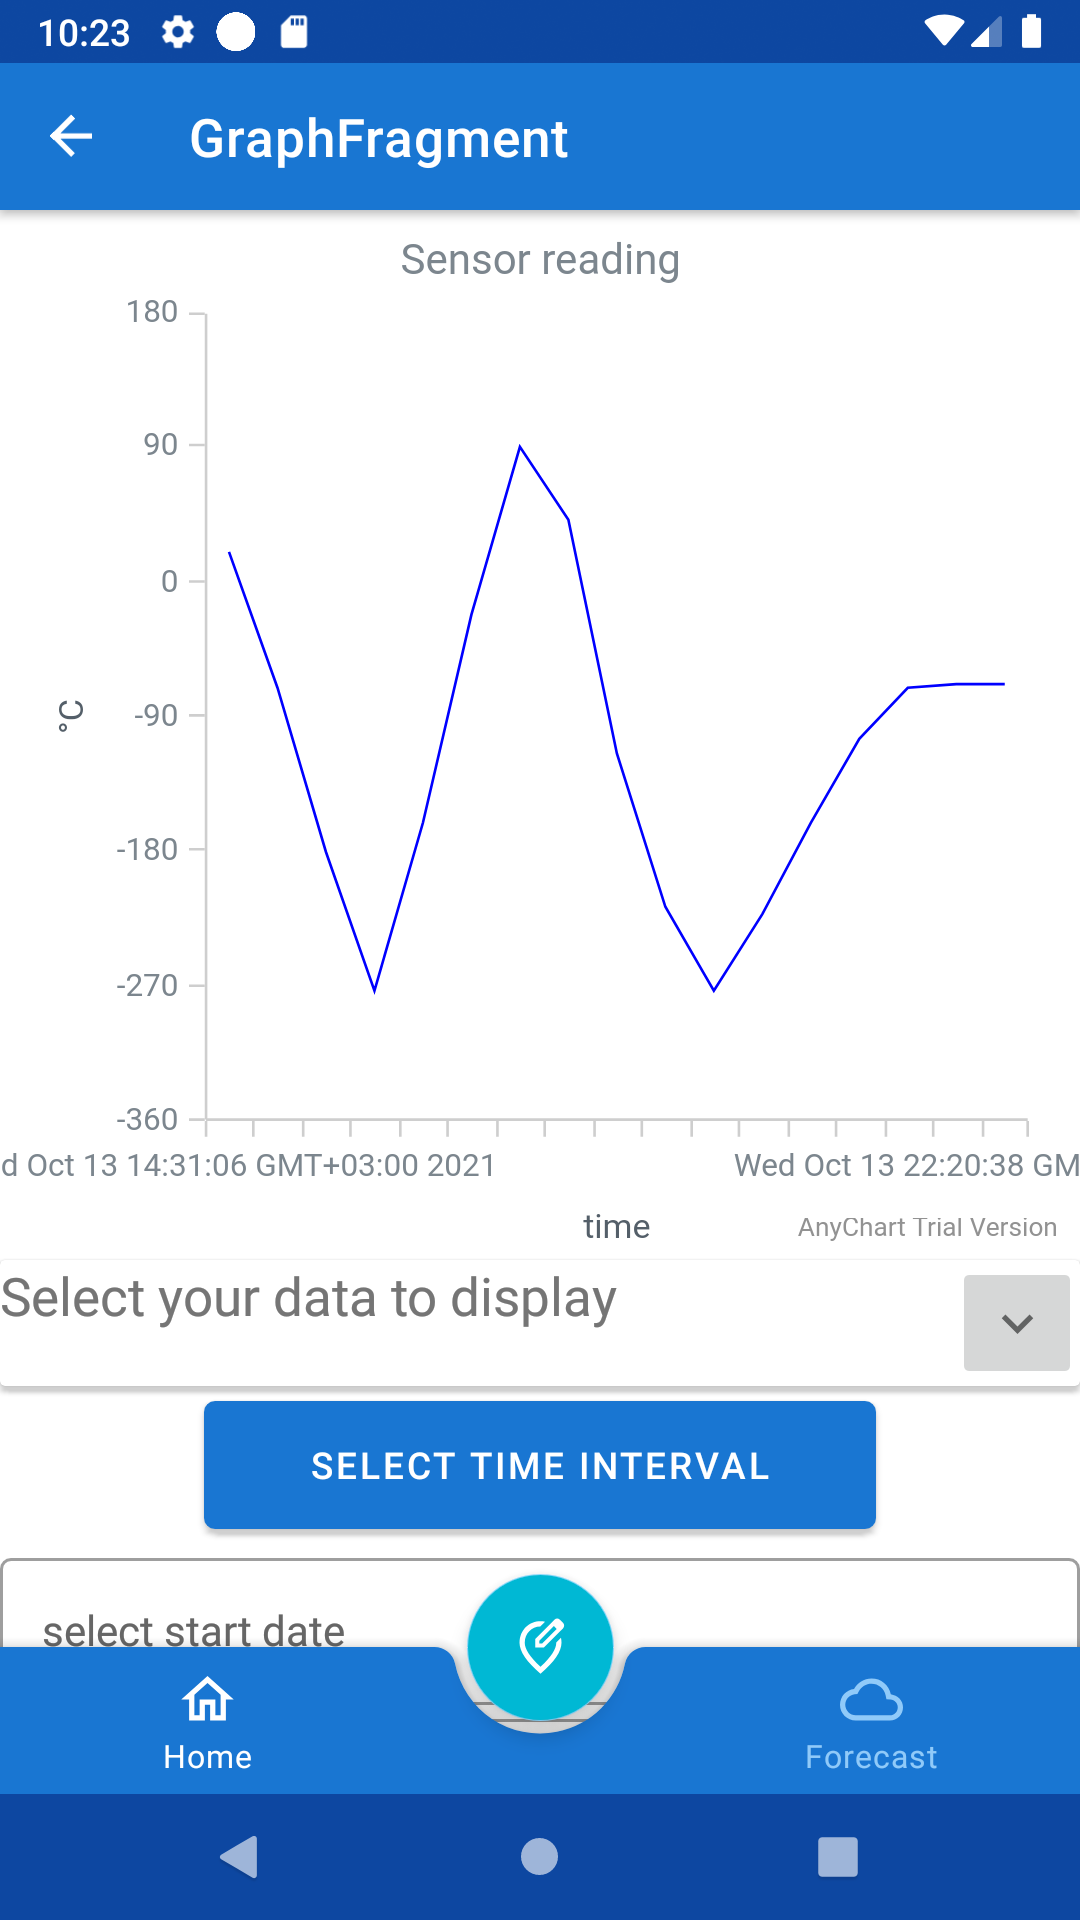 10:23
GraphFragment
Sensor reading
180
90
0
-90
°C
-180
-270
-360
d Oct 13 14:31:06 GMT+03:00 2021
Wed Oct 13 22:20:38 GM
time
AnyChart Trial Version
Select your data to display
SELECT TIME INTERVAL
select start date
Home
Forecast